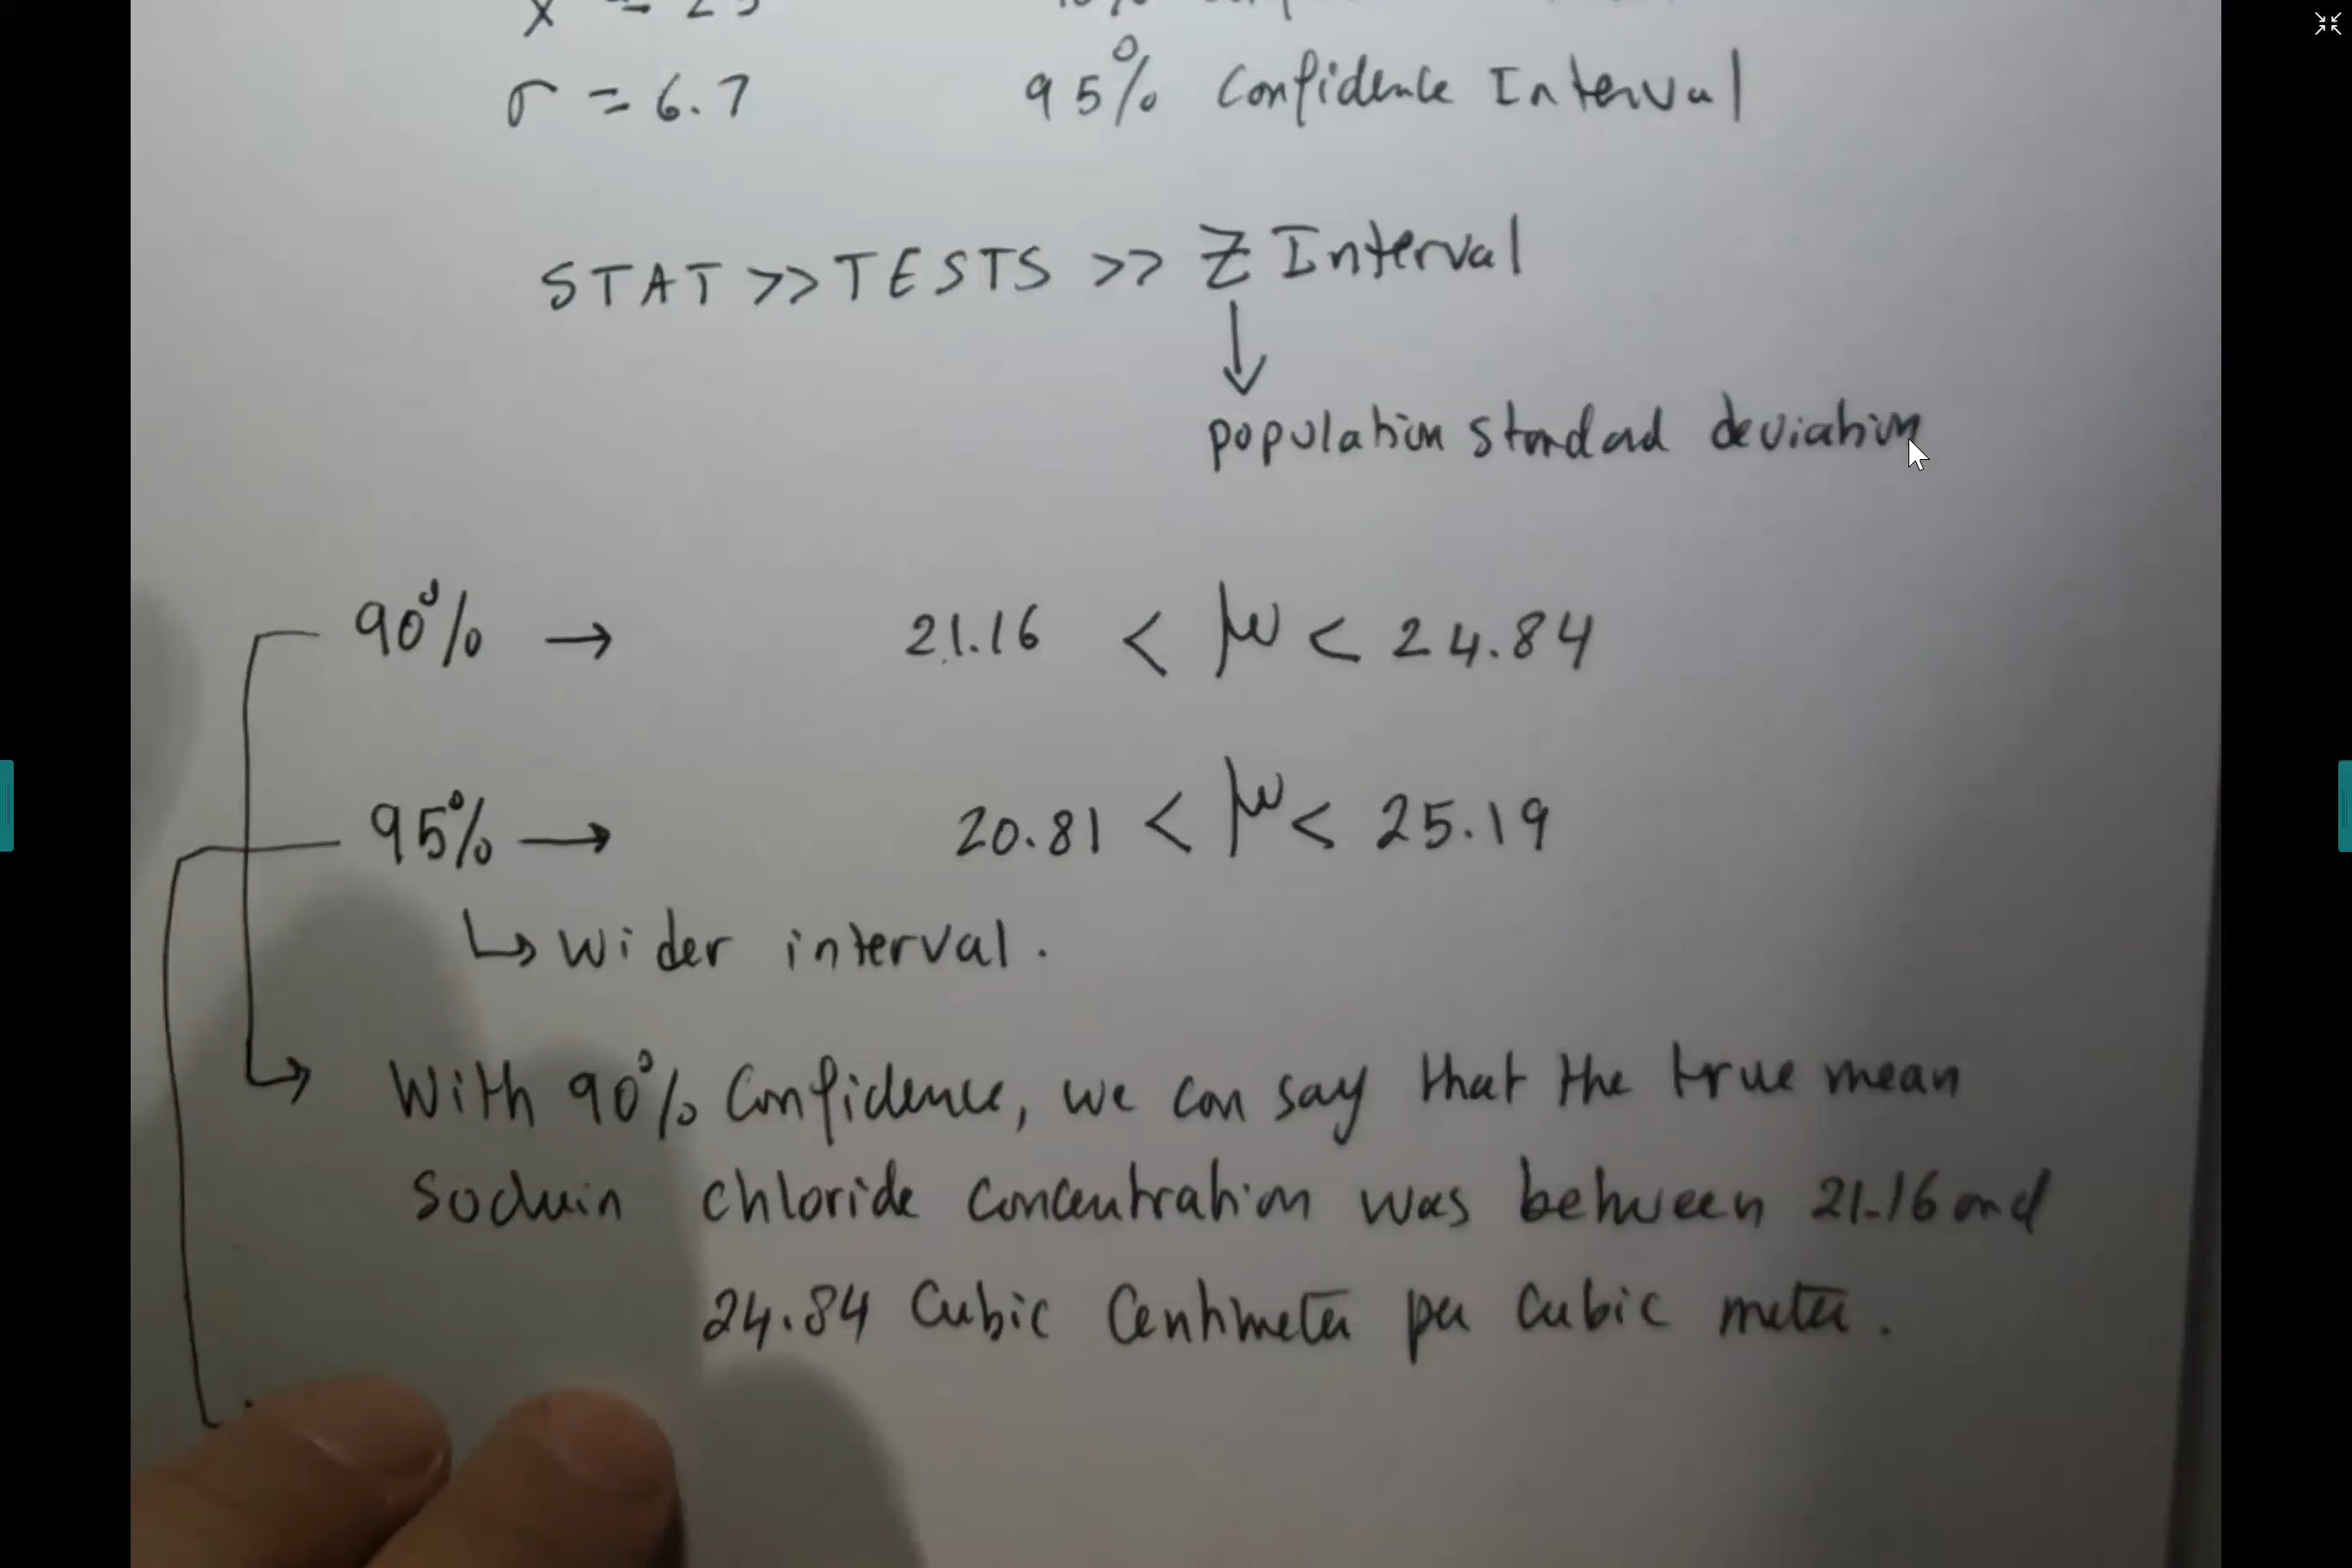 σ = 6.7 95% Confidence Interval
STAT >> TESTS >> Z Interval
population standard deviation
90% → 21.16 < μ < 24.84
95% → 20.81 < μ < 25.19
↳ wider interval.
With 90% Confidence, we can say that the true mean
chloride concentration was between 21.16 and
24.84 Cubic Centimeter per cubic meter.